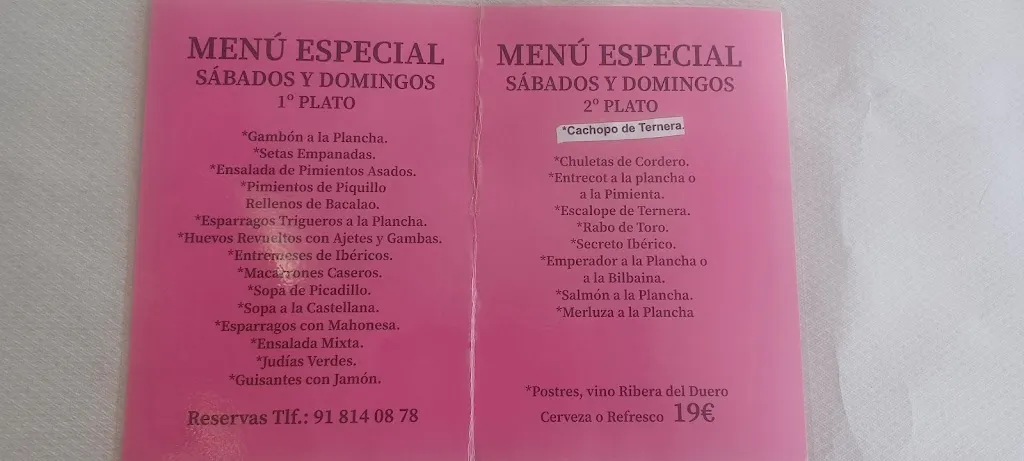 MENÚ ESPECIAL
SÁBADOS Y DOMINGOS
1º PLATO
*Gambón a la Plancha.
*Setas Empanadas.
*Ensalada de Pimientos Asados.
*Pimientos de Piquillo
Rellenos de Bacalao.
*Esparragos Trigueros a la Plancha.
*Huevos Revueltos con Ajetes y Gambas.
*Entremeses de Ibéricos.
*Macarrones Caseros.
*Sopa de Picadillo.
*Sopa a la Castellana.
*Esparragos con Mahonesa.
*Ensalada Mixta.
*Judías Verdes.
*Guisantes con Jamón.
Reservas Tlf.: 91 814 08 78
MENÚ ESPECIAL
SÁBADOS Y DOMINGOS
2º PLATO
*Cachopo de Ternera.
*Chuletas de Cordero.
*Entrecot a la plancha o
a la Pimienta.
*Escalope de Ternera.
*Rabo de Toro.
*Secreto Ibérico.
*Emperador a la Plancha o
a la Bilbaina.
*Salmón a la Plancha.
*Merluza a la Plancha
*Postres, vino Ribera del Duero
Cerveza o Refresco 19€